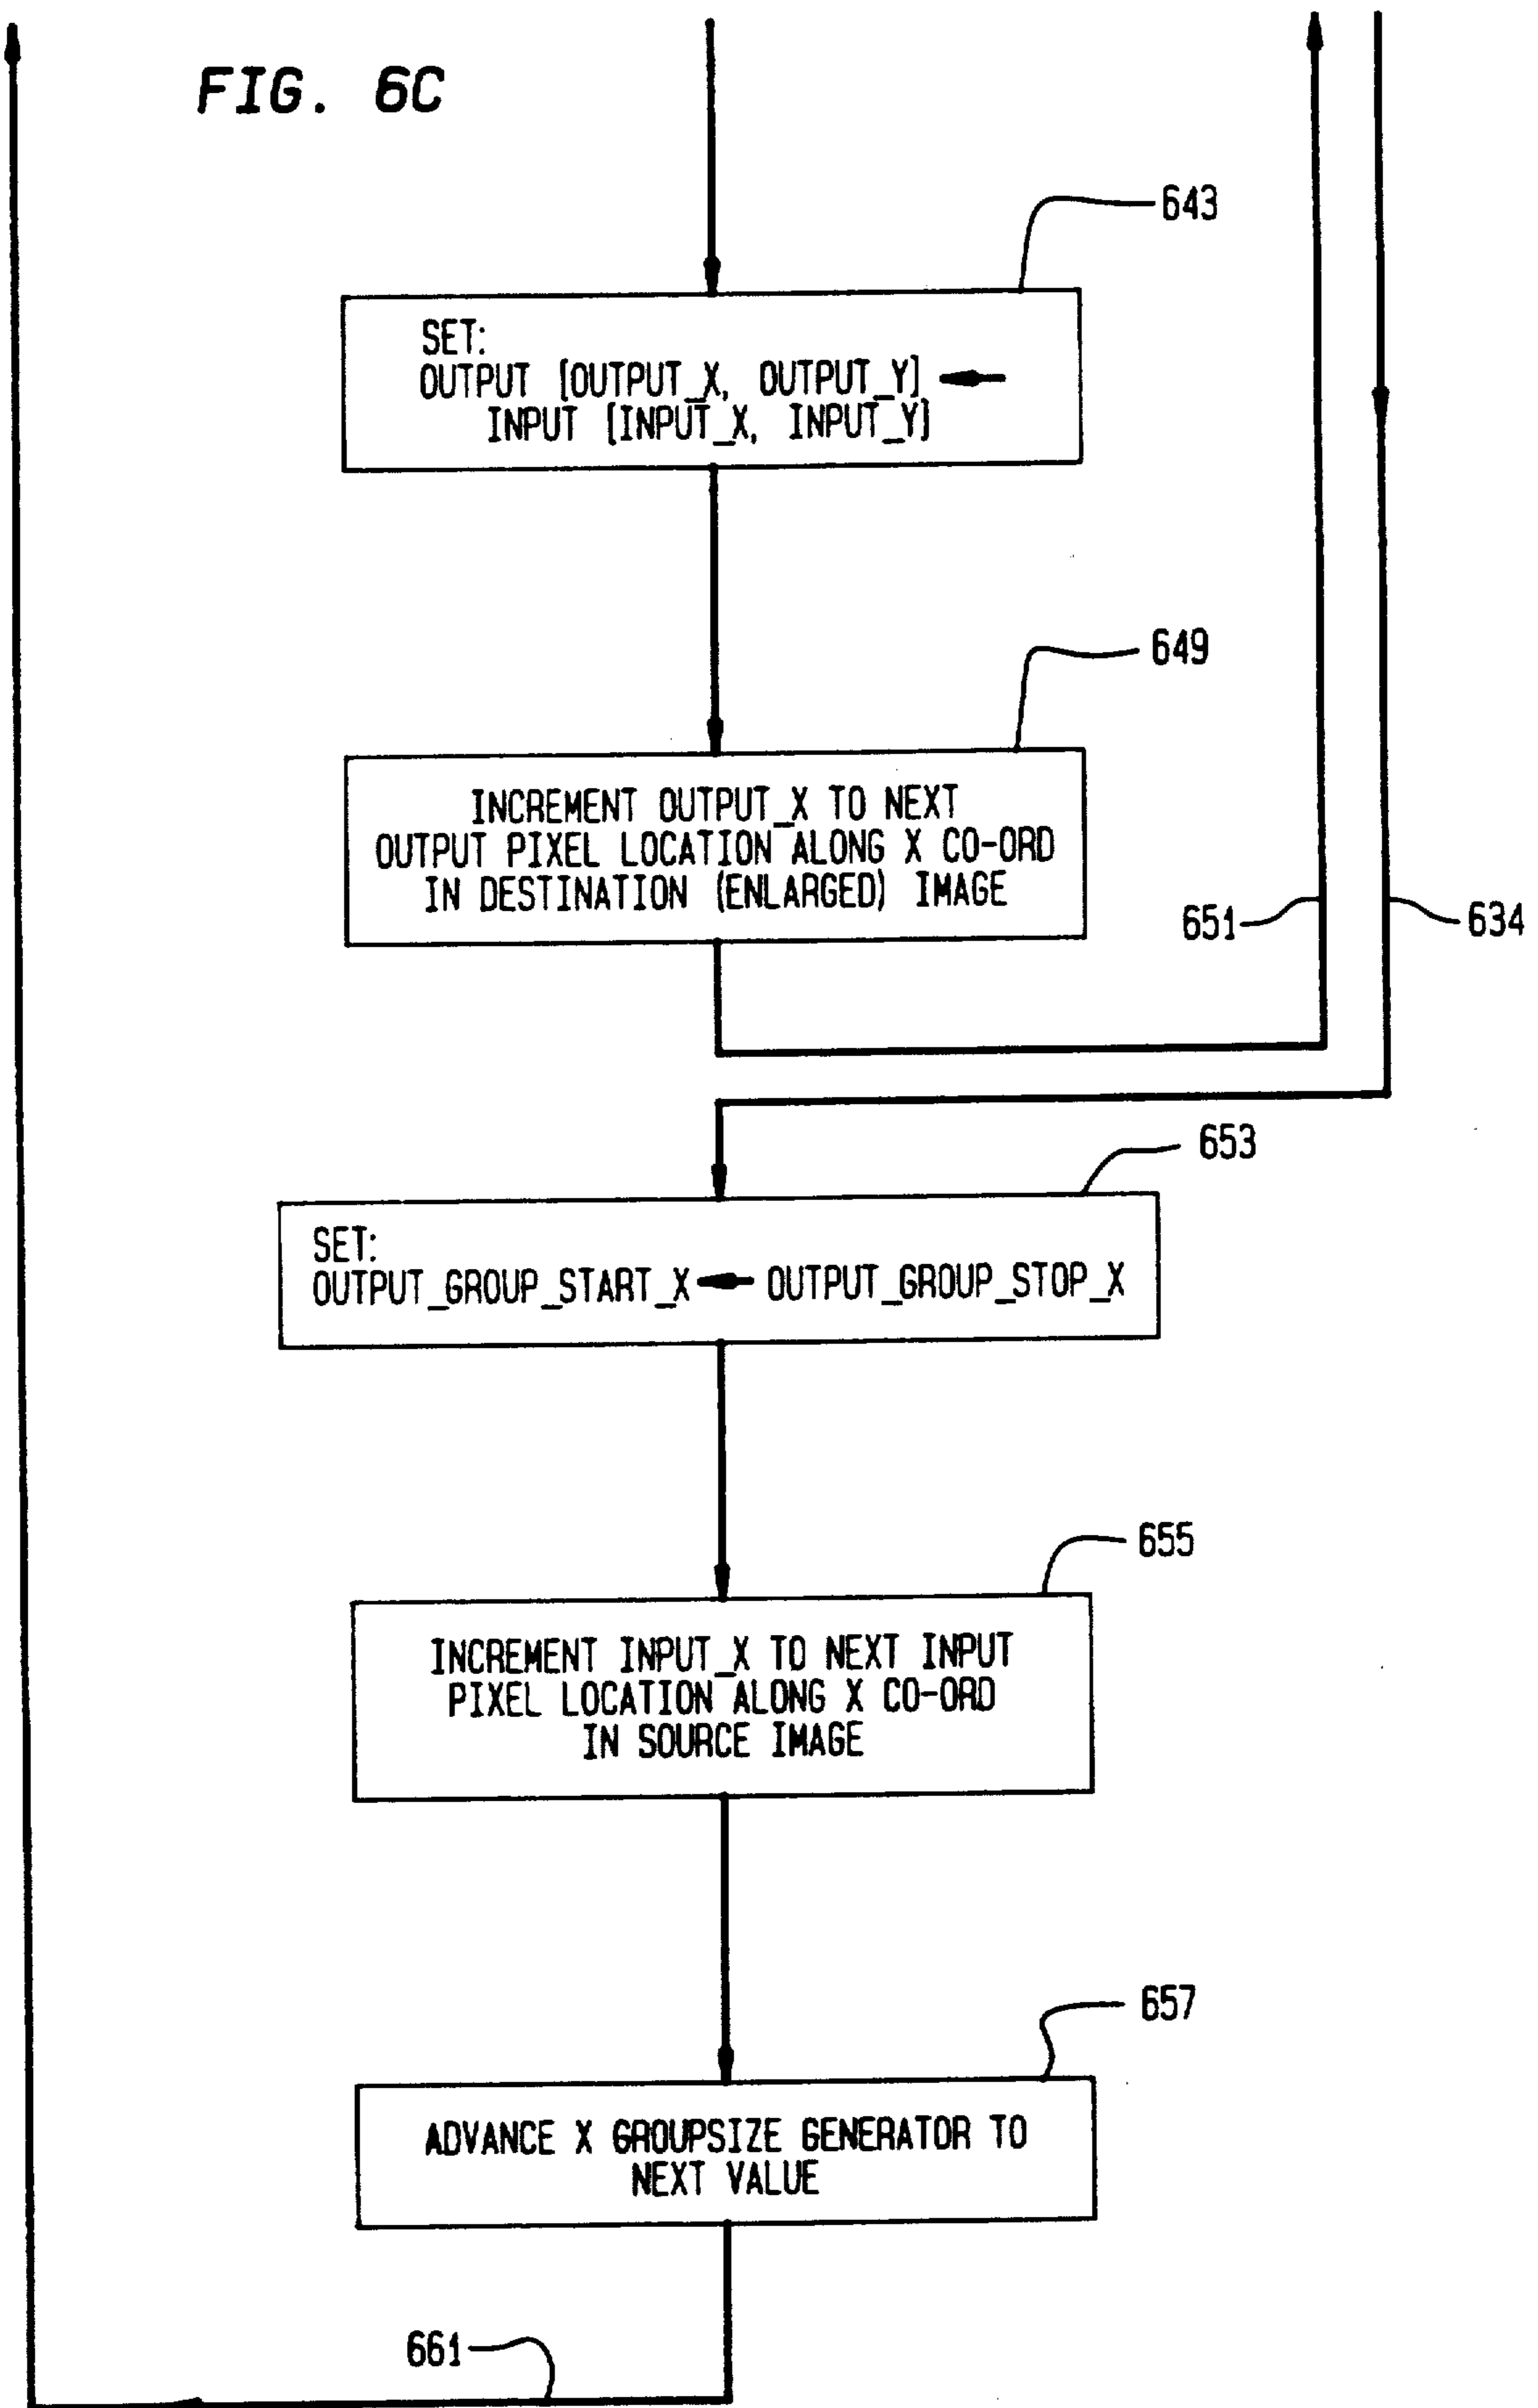 FIG. 6C
643
SET:
OUTPUT [OUTPUT_X, OUTPUT_Y]
INPUT [INPUT_X, INPUT_Y]
649
INCREMENT OUTPUT_X TO NEXT
OUTPUT PIXEL LOCATION ALONG X CO-ORD
IN DESTINATION (ENLARGED) IMAGE
651
634
653
SET:
OUTPUT_GROUP_START_X ← OUTPUT_GROUP_STOP_X
655
INCREMENT INPUT_X TO NEXT INPUT
PIXEL LOCATION ALONG X CO-ORD
IN SOURCE IMAGE
657
ADVANCE X GROUPSIZE GENERATOR TO
NEXT VALUE
661